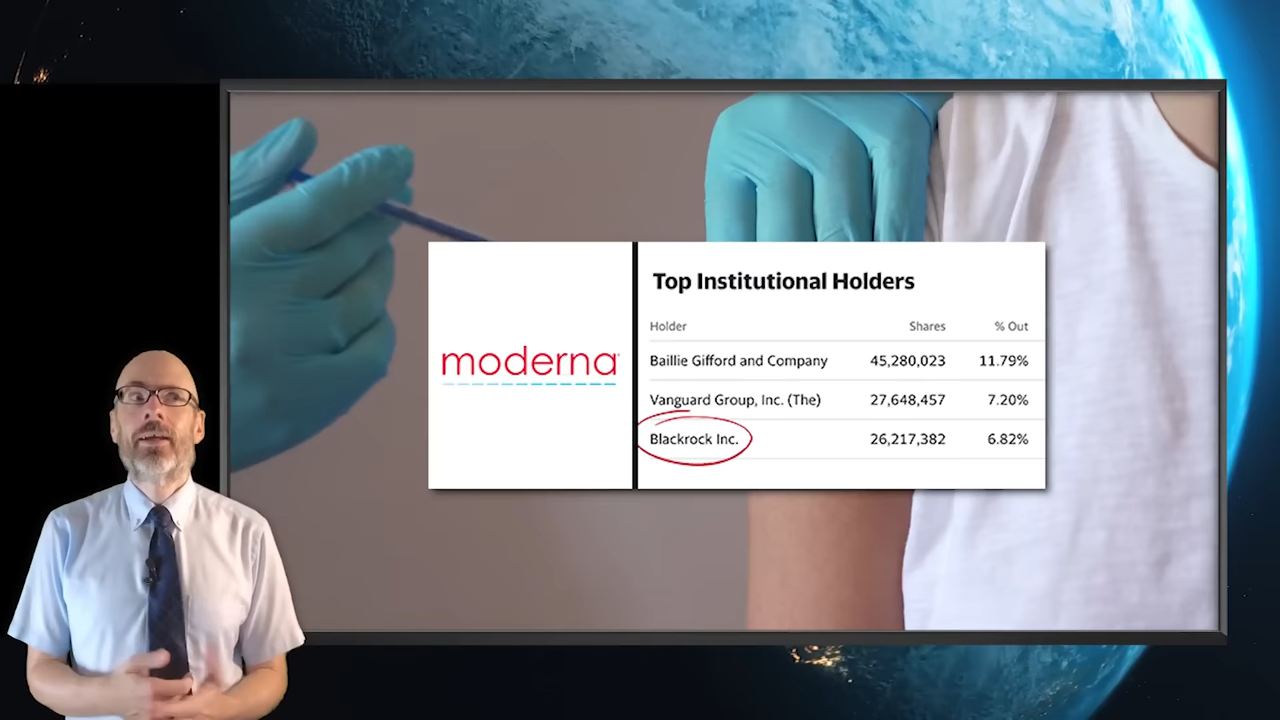 moderna
Top Institutional Holders
Holder Shares % Out
Baillie Gifford and Company 45,280,023 11.79%
Vanguard Group, Inc. (The) 27,648,457 7.20%
Blackrock Inc. 26,217,382 6.82%